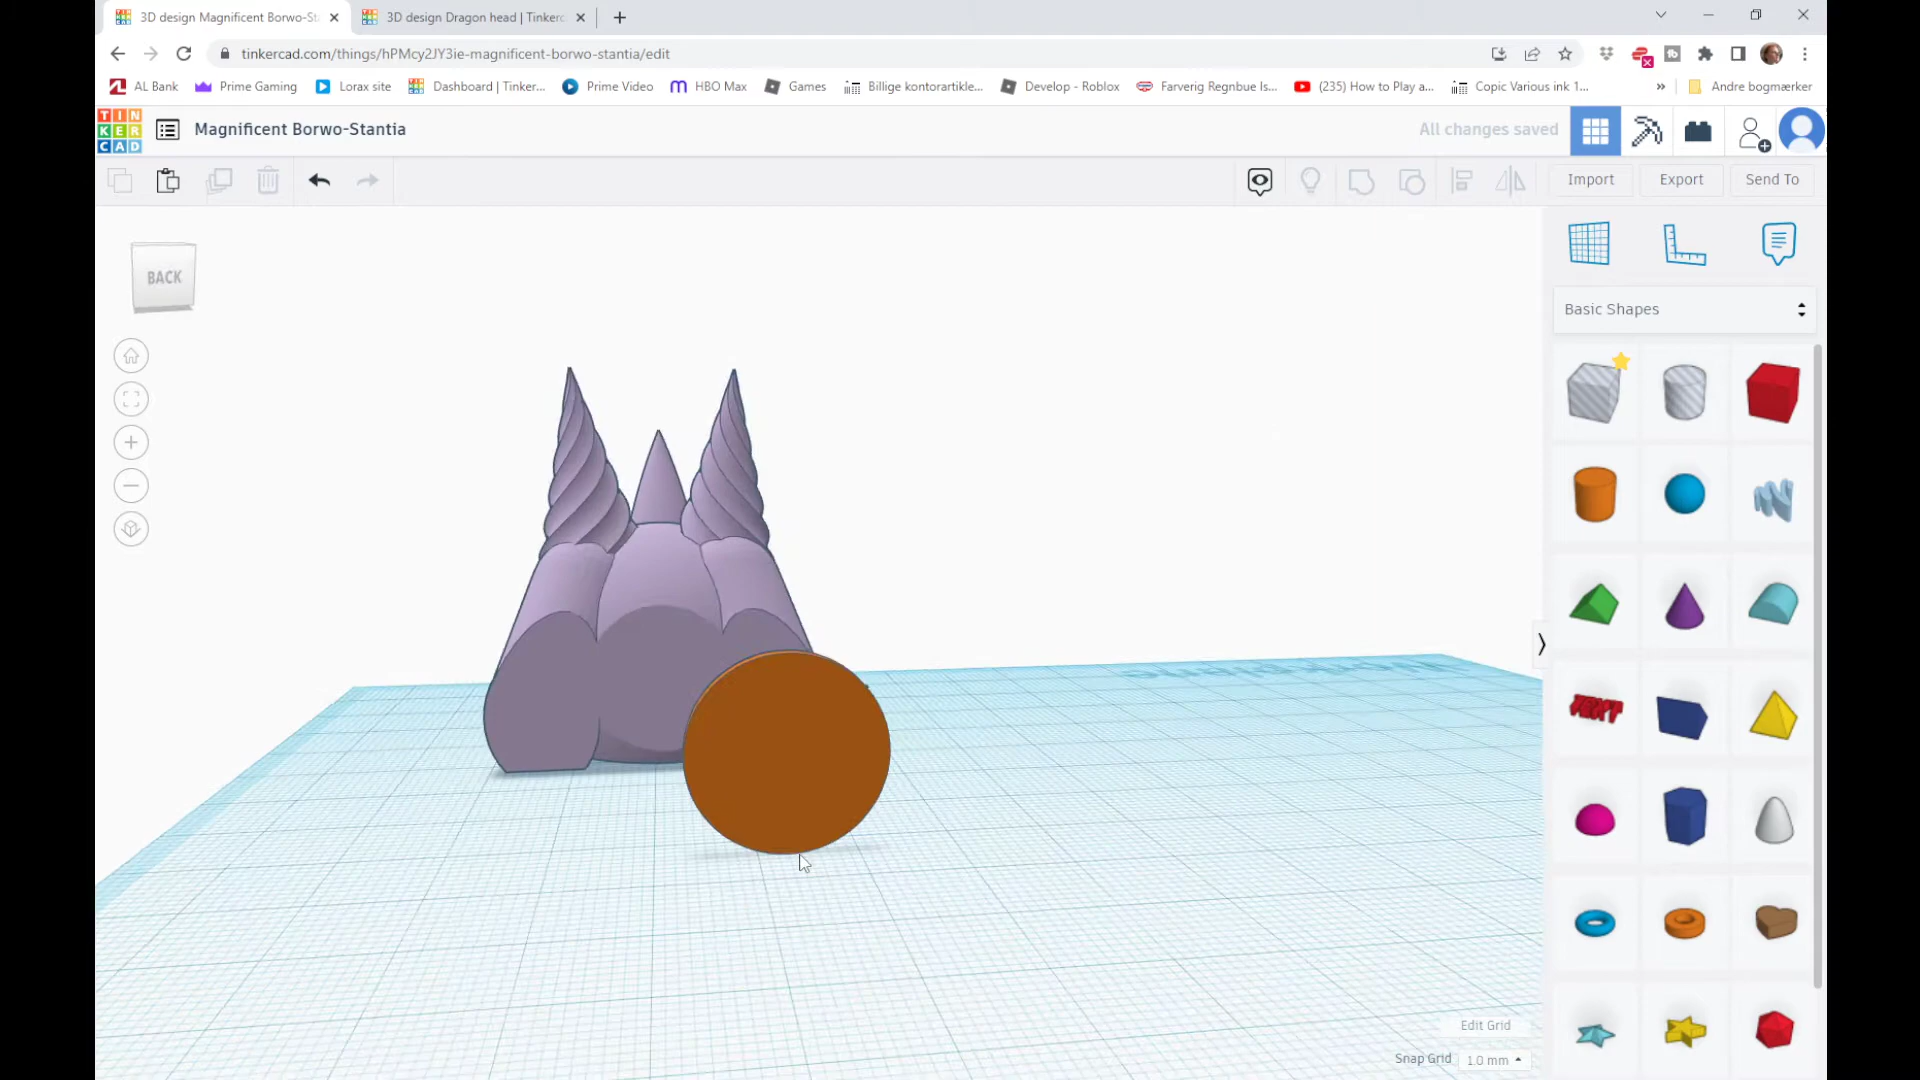 3D design Magnificent Borwo-St
3D design Dragon head | Tinkerc
tinkercad.com/things/hPMcy2JY3ie-magnificent-borwo-stantia/edit
AL Bank
Prime Gaming
Lorax site
Dashboard | Tinker...
Prime Video
HBO Max
Games
Billige kontorartikle...
Develop - Roblox
Farverig Regnbue Is...
(235) How to Play a...
Copic Various ink 1...
»
Andre bogmærker
TIN
KER
CAD
Magnificent Borwo-Stantia
All changes saved
Import
Export
Send To
BACK
Basic Shapes
TEXT
Edit Grid
Snap Grid
1.0 mm